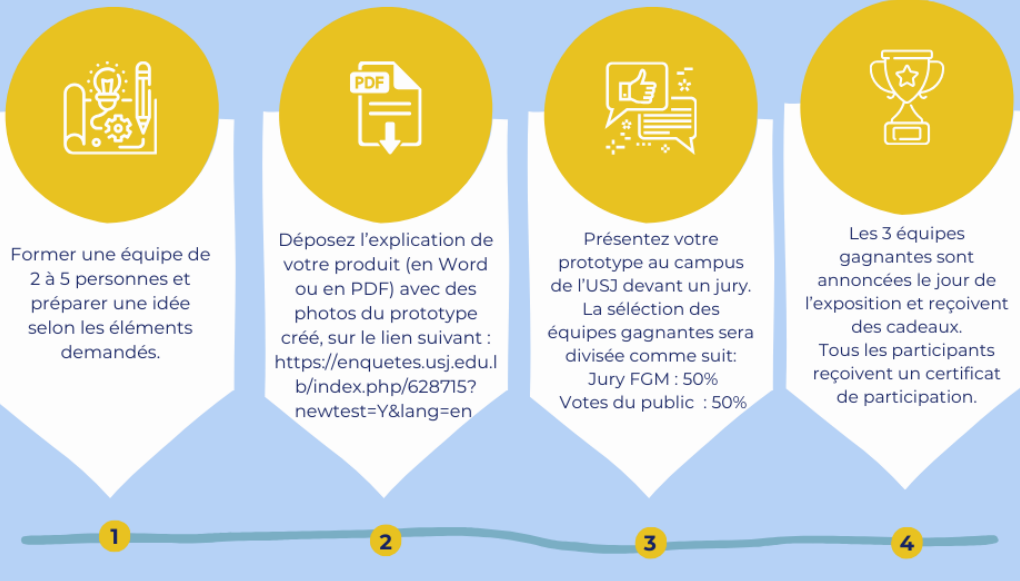 Former une équipe de
2 à 5 personnes et
préparer une idée
selon les éléments
demandés.
PDF
Déposez l'explication de
votre produit (en Word
ou en PDF) avec des
photos du prototype
créé, sur le lien suivant :
https://enquetes.usj.edu.l
b/index.php/628715?
newtest=Y&lang=en
Présentez votre
prototype au campus
de l'USJ devant un jury.
La séléction des
équipes gagnantes sera
divisée comme suit:
Jury FGM : 50%
Votes du public : 50%
Les 3 équipes
gagnantes sont
annoncées le jour de
l'exposition et reçoivent
des cadeaux.
Tous les participants
reçoivent un certificat
de participation.
1
2
3
4